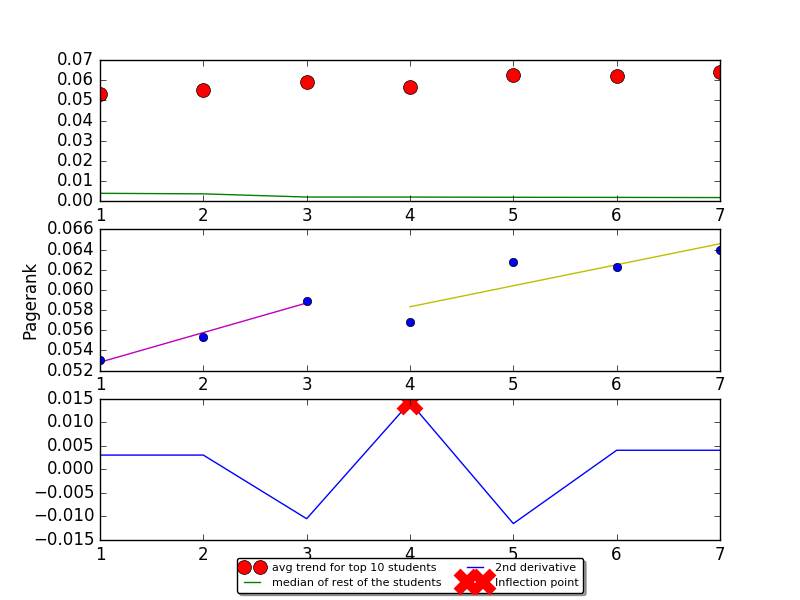 0.07
0.06
0.05
0.04
0.03
0.02
0.01
0.00
1 2 3 4 5 6 7
0.066
0.064
0.062
0.060
0.058
0.056
0.054
0.052
Pagerank
1 2 3 4 5 6 7
0.015
0.010
0.005
0.000
−0.005
−0.010
−0.015
1 2 3 4 5 6 7
avg trend for top 10 students
median of rest of the students
2nd derivative
Inflection point